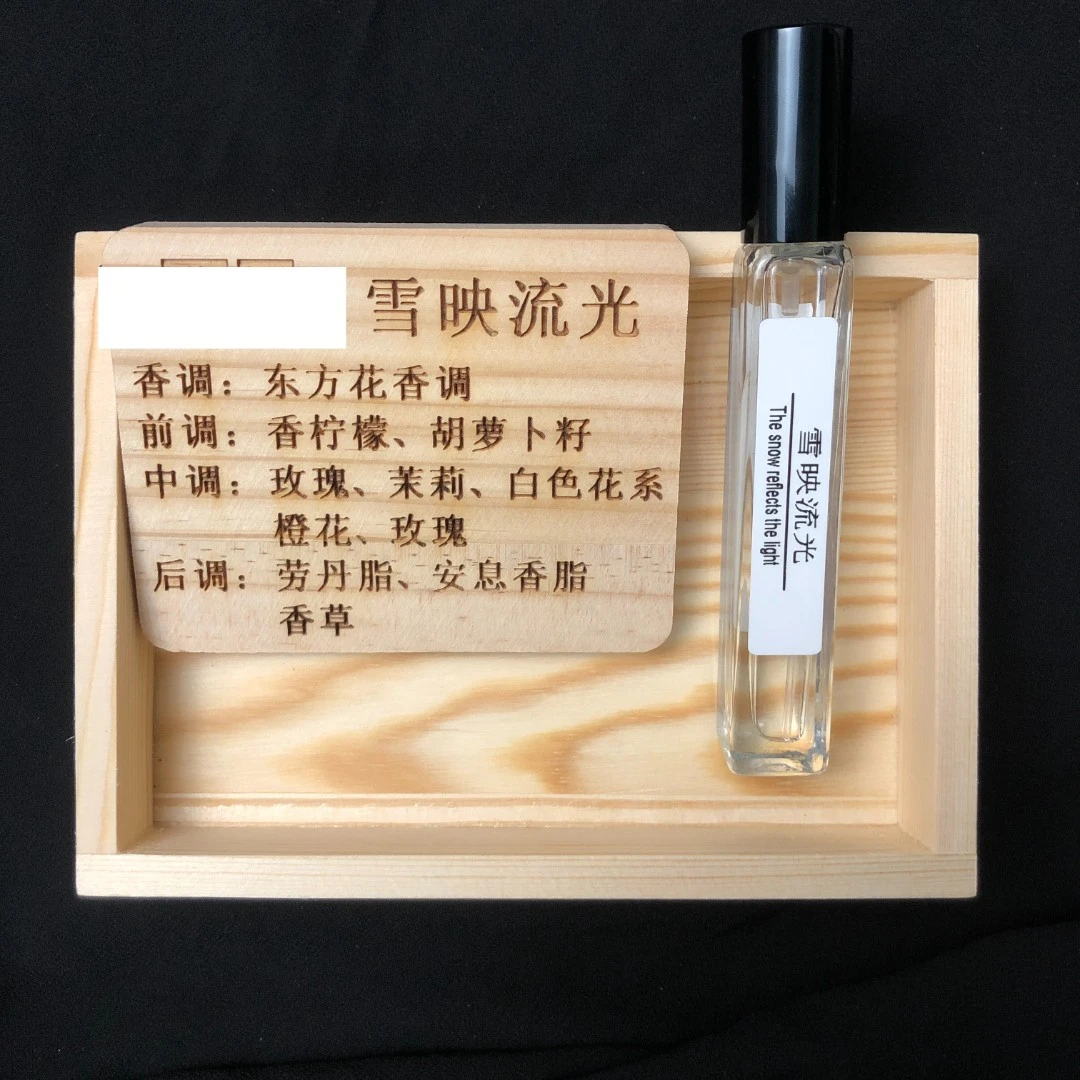 雪映流光
香调：东方花香调
前调：香柠檬、胡萝卜籽
中调：玫瑰、茉莉、白色花系
橙花、玫瑰
后调：劳丹脂、安息香脂
香草
雪映流光
The snow reflects the light